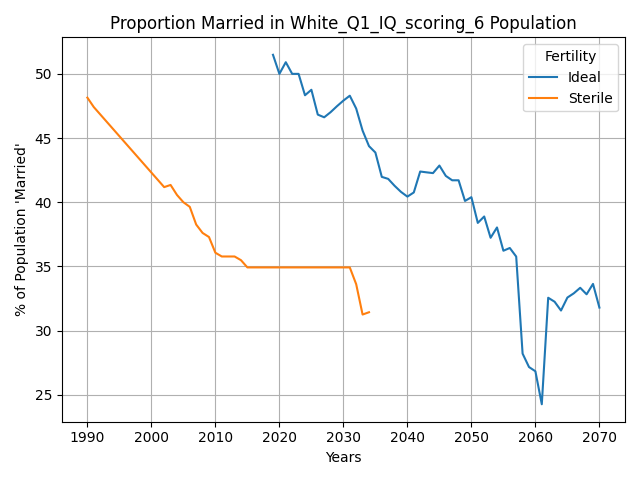 Proportion Married in White_Q1_IQ_scoring_6 Population
Fertility
Ideal
Sterile
% of Population 'Married'
50
45
40
35
30
25
1990 2000 2010 2020 2030 2040 2050 2060 2070
Years